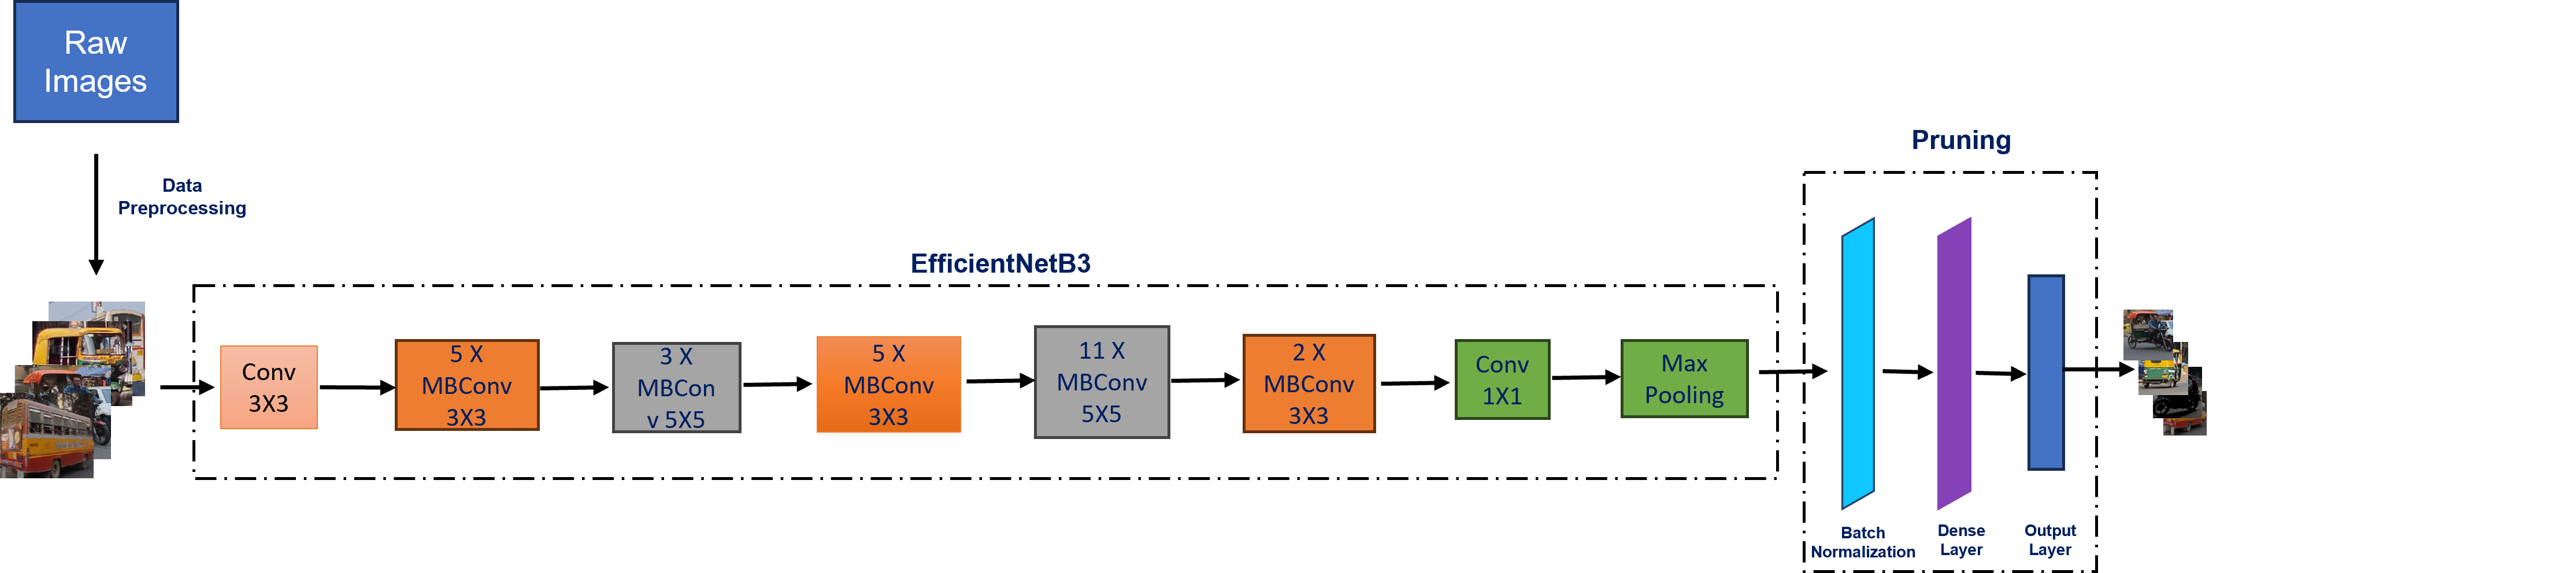 Raw
Images
Data
Preprocessing
EfficientNetB3
Conv
3X3
5 X
MBConv
3X3
3 X
MBCon
v 5X5
5 X
MBConv
3X3
11 X
MBConv
5X5
2 X
MBConv
3X3
Conv
1X1
Max
Pooling
Pruning
Batch
Normalization
Dense
Layer
Output
Layer